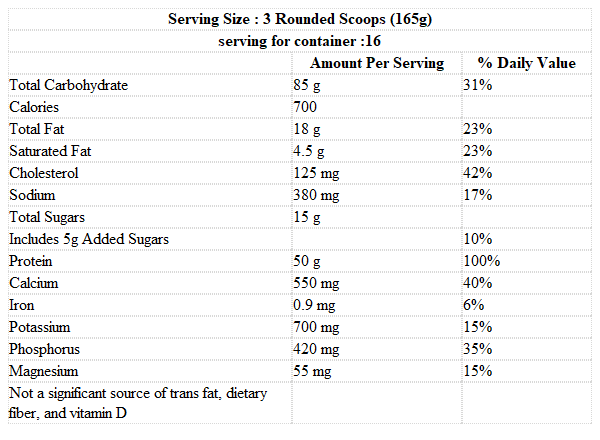 Serving Size : 3 Rounded Scoops (165g)
serving for container :16
Amount Per Serving % Daily Value
Total Carbohydrate 85 g 31%
Calories 700
Total Fat 18 g 23%
Saturated Fat 4.5 g 23%
Cholesterol 125 mg 42%
Sodium 380 mg 17%
Total Sugars 15 g
Includes 5g Added Sugars 10%
Protein 50 g 100%
Calcium 550 mg 40%
Iron 0.9 mg 6%
Potassium 700 mg 15%
Phosphorus 420 mg 35%
Magnesium 55 mg 15%
Not a significant source of trans fat, dietary
fiber, and vitamin D